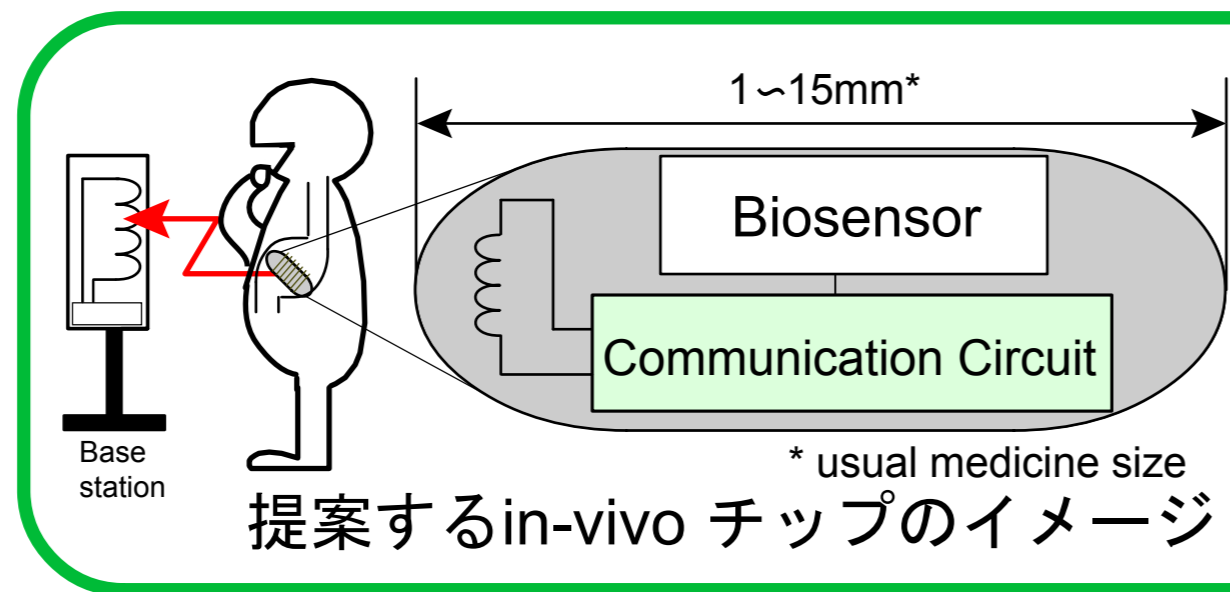 1∽15mm*
Biosensor
Communication Circuit
Base
station
* usual medicine size
提案するin-vivo チップのイメージ